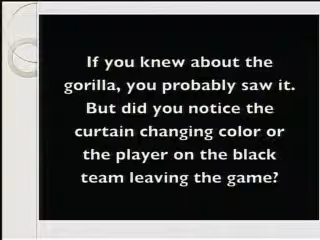 If you knew about the
gorilla, you probably saw it.
But did you notice the
curtain changing color or
the player on the black
team leaving the game?